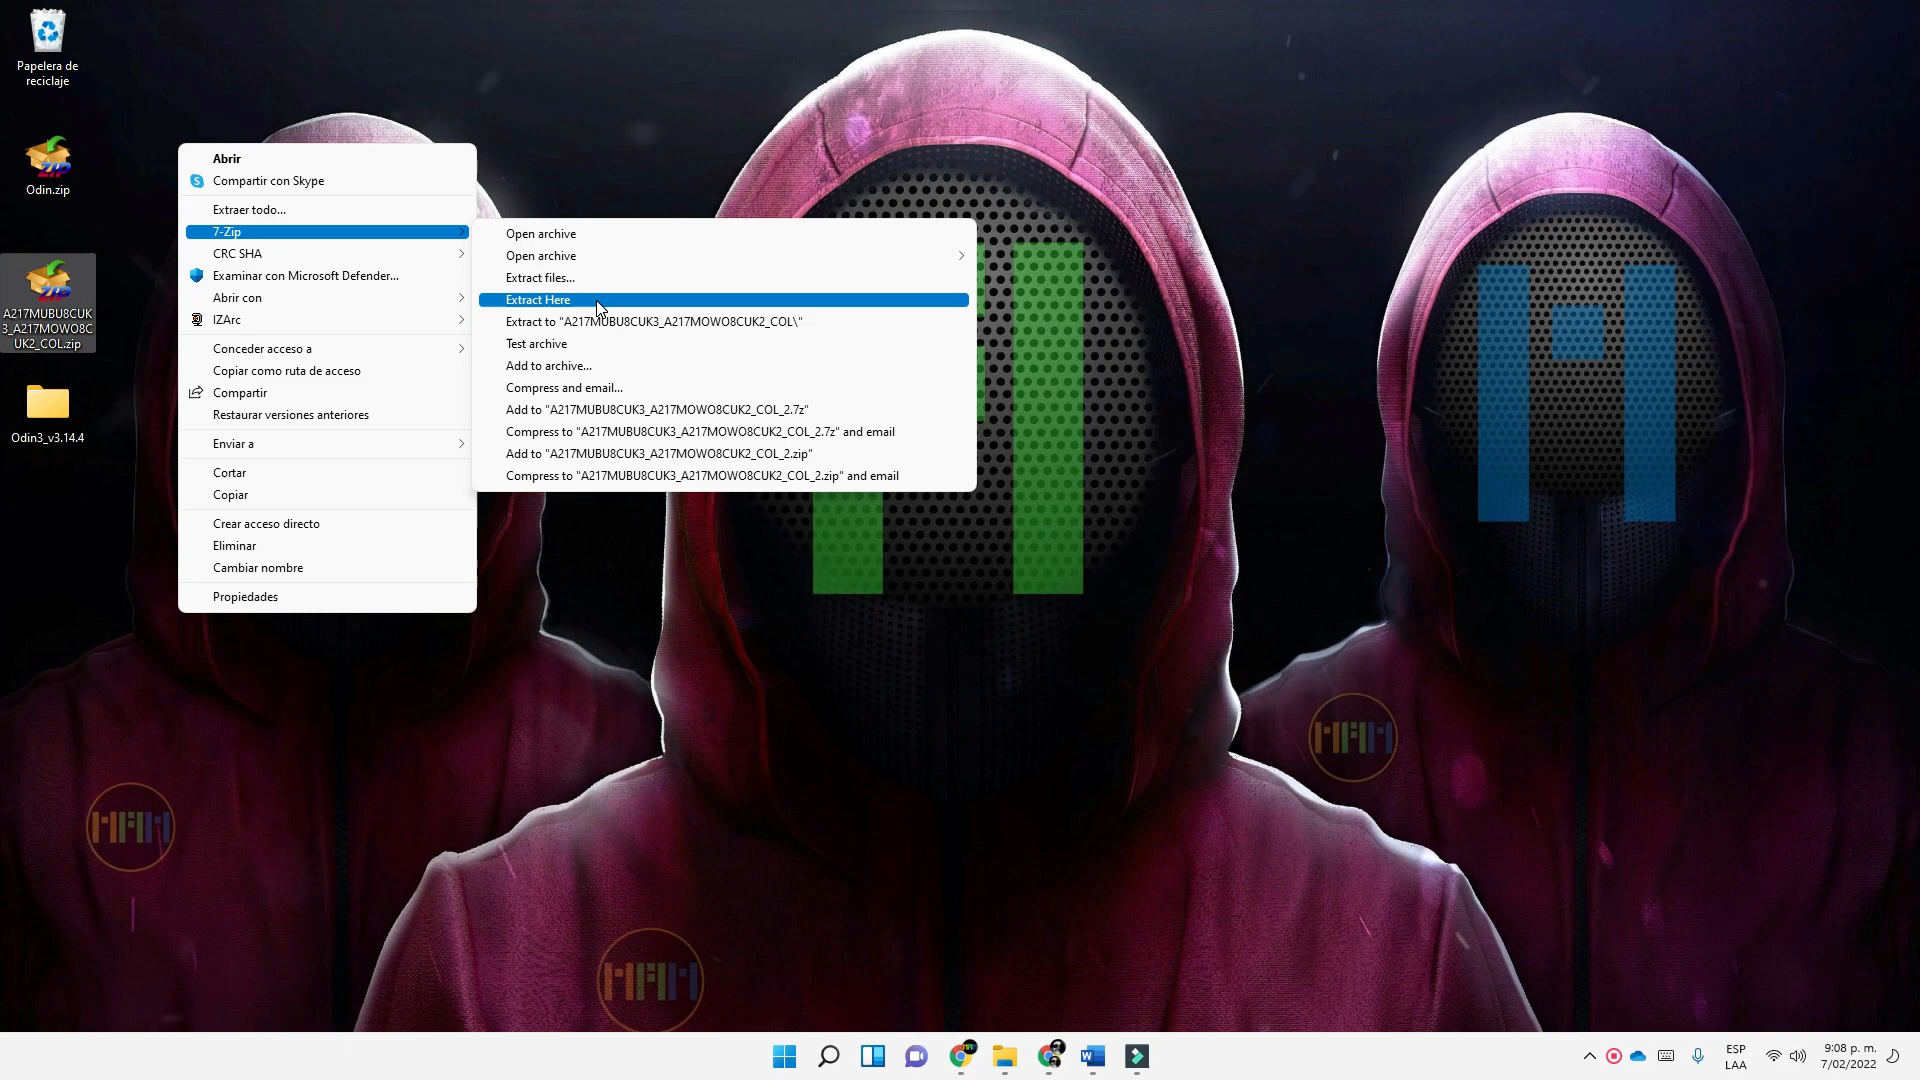 Papelera de
reciclaje
Odin.zip
A217MUBU8CUK
3_A217MOWO8C
UK2_COL.zip
Odin3_v3.14.4
Abrir
Compartir con Skype
Extraer todo...
7-Zip
CRC SHA
Examinar con Microsoft Defender...
Abrir con
IZArc
Conceder acceso a
Copiar como ruta de acceso
Compartir
Restaurar versiones anteriores
Enviar a
Cortar
Copiar
Crear acceso directo
Eliminar
Cambiar nombre
Propiedades
Open archive
Open archive
Extract files...
Extract Here
Extract to "A217MUBU8CUK3_A217MOWO8CUK2_COL\"
Test archive
Add to archive...
Compress and email...
Add to "A217MUBU8CUK3_A217MOWO8CUK2_COL_2.7z"
Compress to "A217MUBU8CUK3_A217MOWO8CUK2_COL_2.7z" and email
Add to "A217MUBU8CUK3_A217MOWO8CUK2_COL_2.zip"
Compress to "A217MUBU8CUK3_A217MOWO8CUK2_COL_2.zip" and email
ESP
LAA
9:08 p. m.
7/02/2022